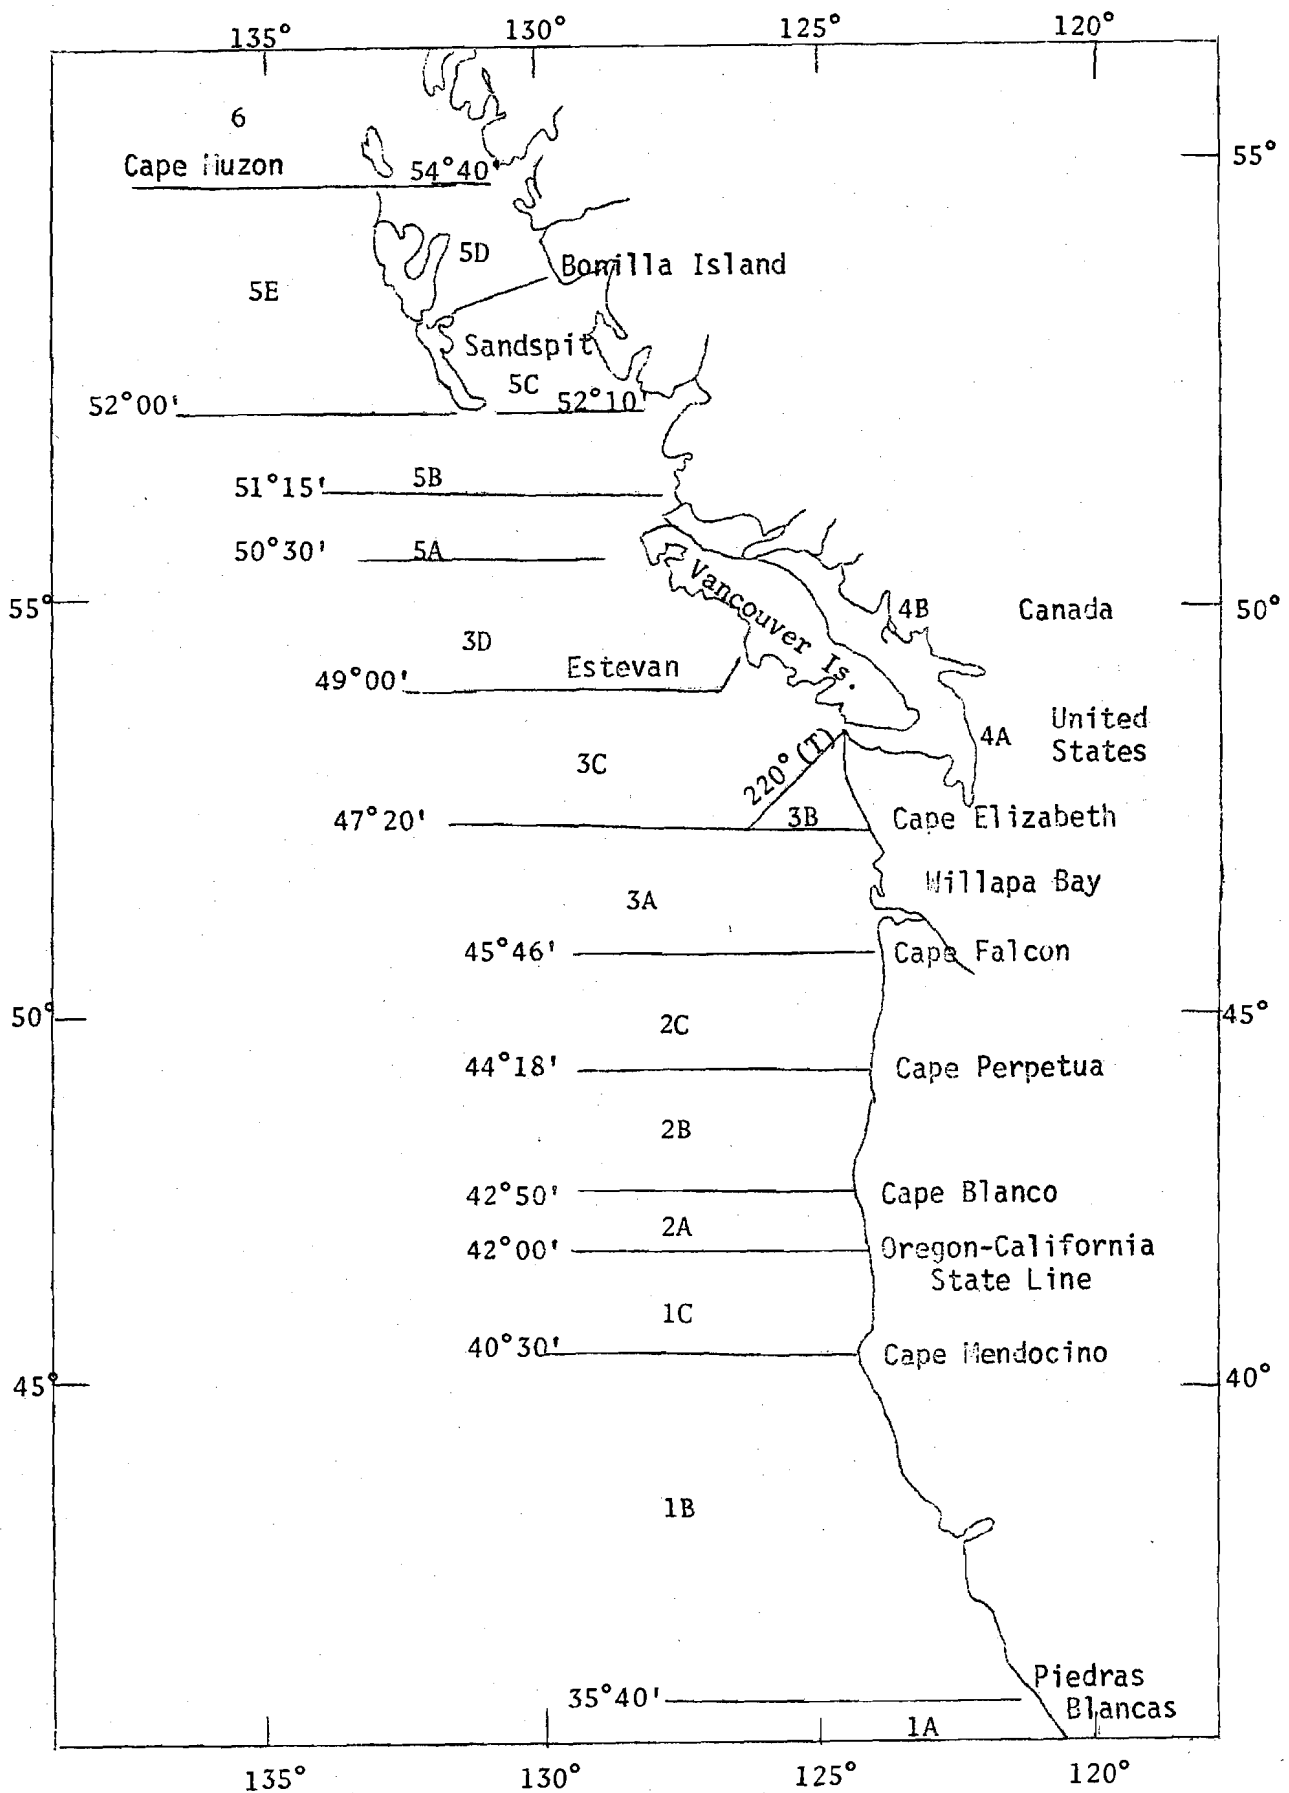 135° 130° 125° 120°
6
Cape Muzon 54°40' 55°
5D
Bonilla Island
5E
Sandspit
5C
52°00' 52°10'
51°15' 5B
50°30' 5A
Vancouver Is.
55° 4B Canada 50°
3D
Estevan
49°00'
United
States
4A
220° (T)
3C
47°20' 3B Cape Elizabeth
Willapa Bay
3A
45°46' Cape Falcon
50° 2C 45°
44°18' Cape Perpetua
2B
42°50' Cape Blanco
2A
42°00' Oregon-California
State Line
1C
40°30' Cape Mendocino
45° 40°
1B
Piedras
Blancas
35°40'
1A
135° 130° 125° 120°